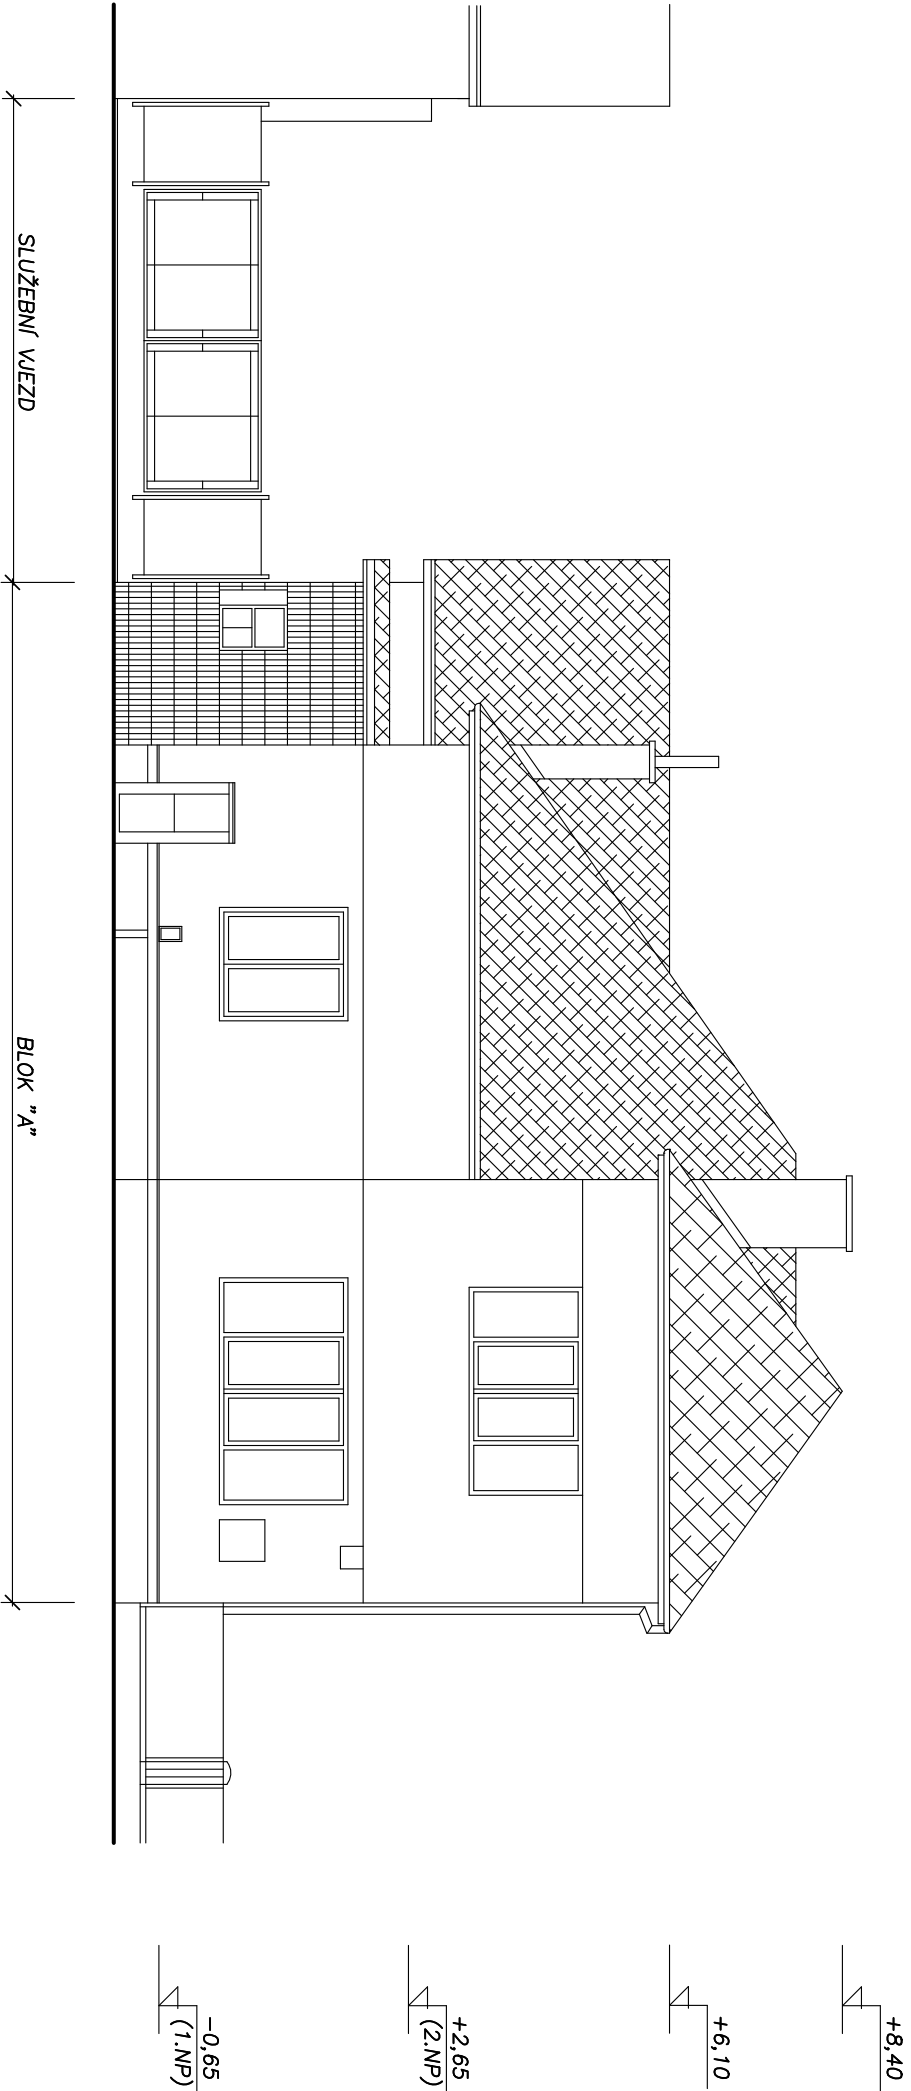 +8,40
+6,10
+2,65
(2.NP)
-0,65
(1.NP)
SLUŽEBNÍ VJEZD
BLOK "A"